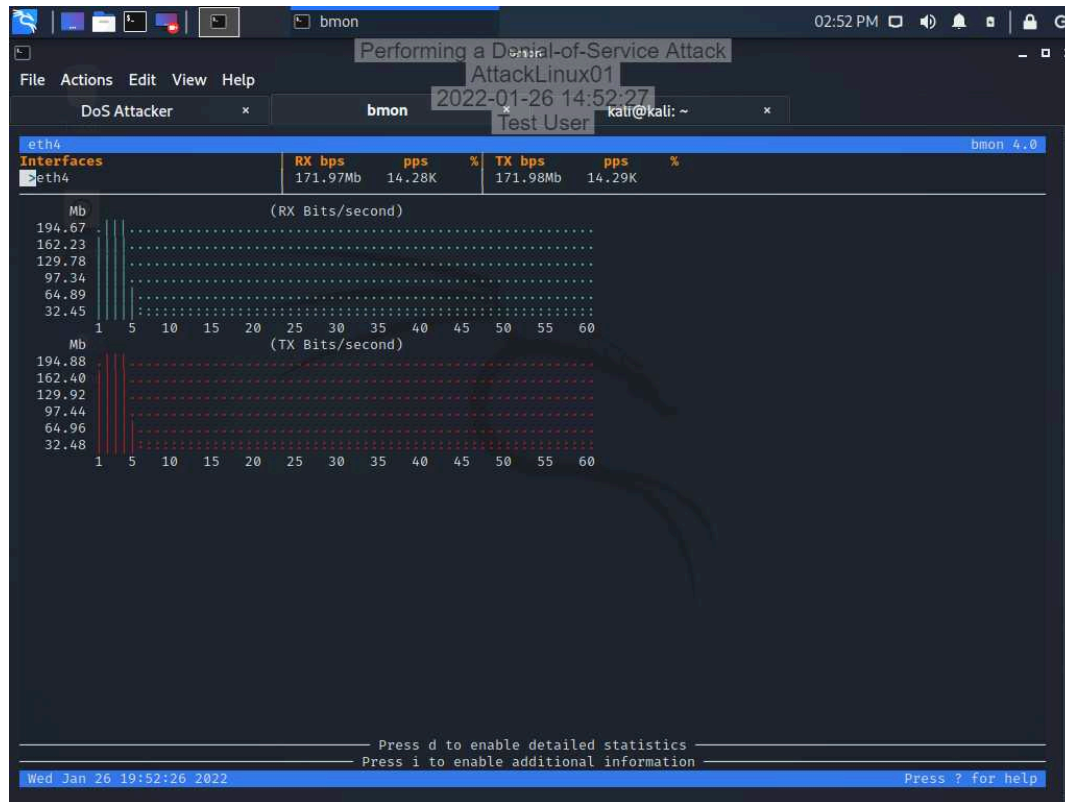 bmon 02:52 PM
Performing a Denial-of-Service Attack
AttackLinux01
2022-01-26 14:52:27
Test User
File Actions Edit View Help
DoS Attacker × bmon × kali@kali: ~ ×
eth4 bmon 4.0
Interfaces RX bps pps % TX bps pps %
>eth4 171.97Mb 14.28K 171.98Mb 14.29K
Mb (RX Bits/second)
194.67
162.23
129.78
97.34
64.89
32.45
1 5 10 15 20 25 30 35 40 45 50 55 60
Mb (TX Bits/second)
194.88
162.40
129.92
97.44
64.96
32.48
1 5 10 15 20 25 30 35 40 45 50 55 60
Press d to enable detailed statistics
Press i to enable additional information
Wed Jan 26 19:52:26 2022 Press ? for help